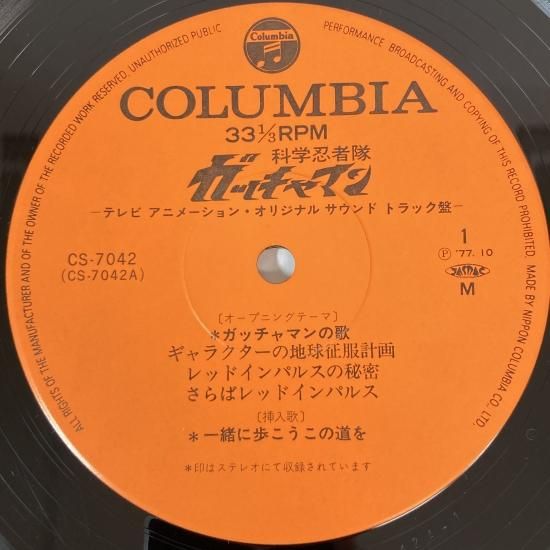 ALL RIGHTS OF THE MANUFACTURER AND OF THE OWNER OF THE RECORDED WORK RESERVED. UNAUTHORIZED PUBLIC PERFORMANCE, BROADCASTING AND COPYING OF THIS RECORD PROHIBITED. MADE BY NIPPON COLUMBIA CO., LTD.
Columbia
COLUMBIA
33 1/3 RPM
科学忍者隊
ガッチャマン
―テレビ アニメーション・オリジナル サウンド トラック盤―
CS-7042
(CS-7042A)
1
Ⓟ '77. 10
JASRAC
M
〔オープニングテーマ〕
*ガッチャマンの歌
ギャラクターの地球征服計画
レッドインパルスの秘密
さらばレッドインパルス
〔挿入歌〕
*一緒に歩こうこの道を
*印はステレオにて収録されています